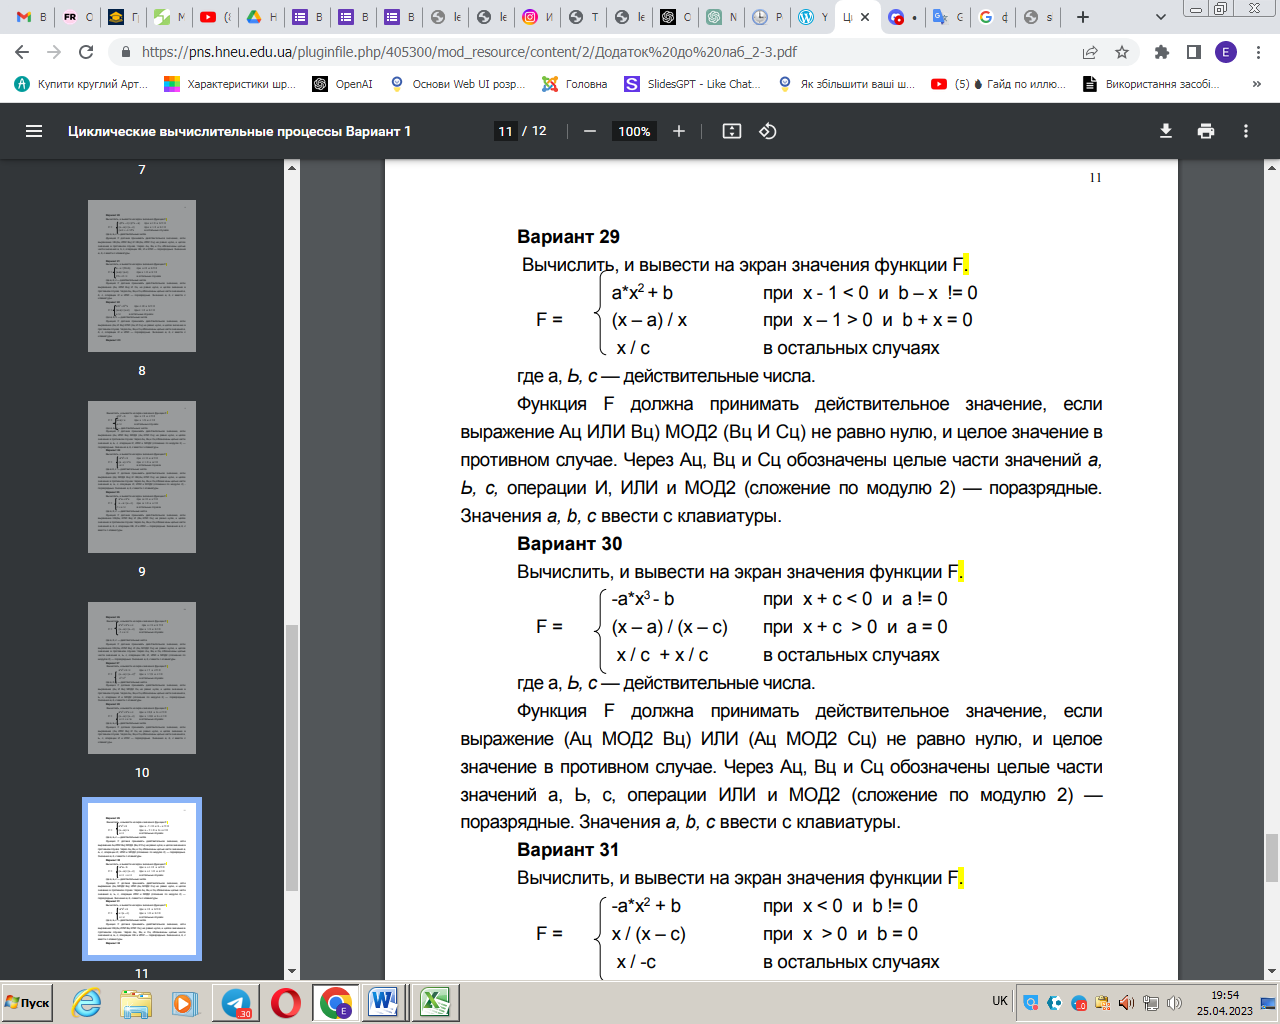 https://pns.hneu.edu.ua/pluginfile.php/405300/mod_resource/content/2/Додаток%20до%20лаб_2-3.pdf
Купити круглий Арт...
Характеристики шр...
OpenAI
Основи Web UI розр...
Головна
SlidesGPT - Like Chat...
Як збільшити ваші ш...
(5) Гайд по иллю...
Використання засобі...
»
Циклические вычислительные процессы Вариант 1
11 / 12
100%
7
8
9
10
11
11
Вариант 29
Вычислить, и вывести на экран значения функции F.
a*x² + b при x - 1 < 0 и b – x != 0
F = (x – a) / x при x – 1 > 0 и b + x = 0
x / c в остальных случаях
где a, Ь, с — действительные числа.
Функция F должна принимать действительное значение, если
выражение Ац ИЛИ Вц) МОД2 (Вц И Сц) не равно нулю, и целое значение в
противном случае. Через Ац, Вц и Сц обозначены целые части значений а,
Ь, с, операции И, ИЛИ и МОД2 (сложение по модулю 2) — поразрядные.
Значения a, b, c ввести с клавиатуры.
Вариант 30
Вычислить, и вывести на экран значения функции F.
-a*x³ - b при x + c < 0 и a != 0
F = (x – a) / (x – c) при x + c > 0 и a = 0
x / c + x / c в остальных случаях
где a, Ь, с — действительные числа.
Функция F должна принимать действительное значение, если
выражение (Ац МОД2 Вц) ИЛИ (Ац МОД2 Сц) не равно нулю, и целое
значение в противном случае. Через Ац, Вц и Сц обозначены целые части
значений а, Ь, с, операции ИЛИ и МОД2 (сложение по модулю 2) —
поразрядные. Значения a, b, c ввести с клавиатуры.
Вариант 31
Вычислить, и вывести на экран значения функции F.
-a*x² + b при x < 0 и b != 0
F = x / (x – c) при x > 0 и b = 0
x / -c в остальных случаях
Пуск
UK
19:54
25.04.2023